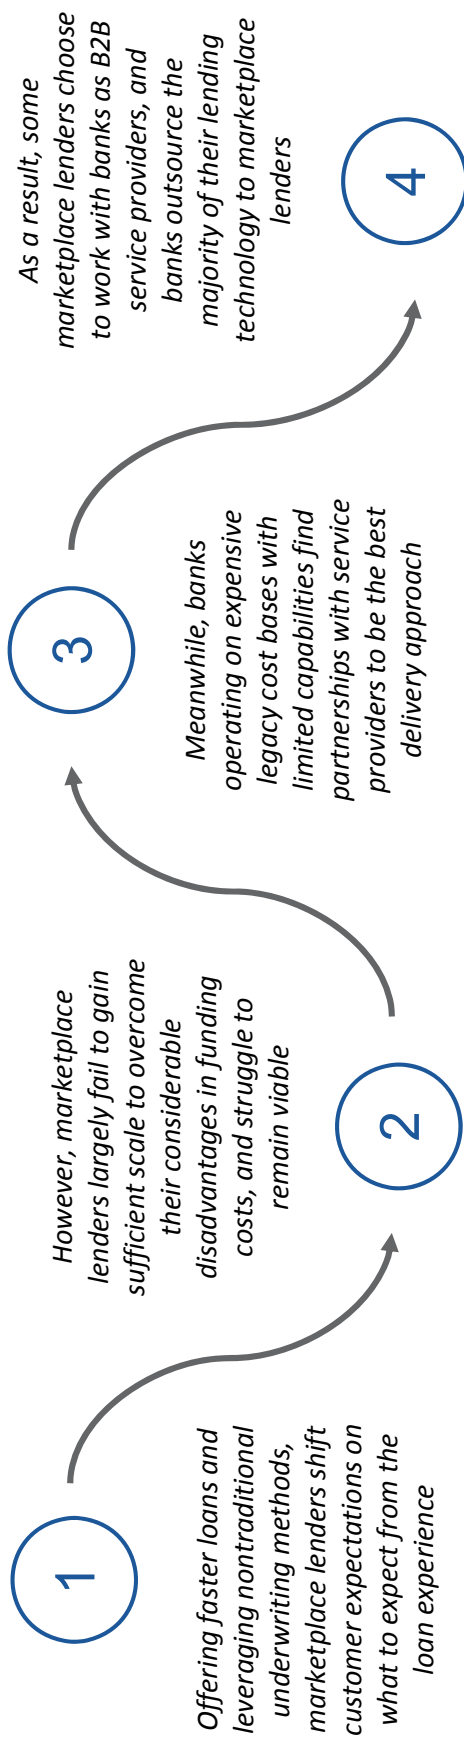 1
Offering faster loans and
leveraging nontraditional
underwriting methods,
marketplace lenders shift
customer expectations on
what to expect from the
loan experience
2
However, marketplace
lenders largely fail to gain
sufficient scale to overcome
their considerable
disadvantages in funding
costs, and struggle to
remain viable
3
Meanwhile, banks
operating on expensive
legacy cost bases with
limited capabilities find
partnerships with service
providers to be the best
delivery approach
4
As a result, some
marketplace lenders choose
to work with banks as B2B
service providers, and
banks outsource the
majority of their lending
technology to marketplace
lenders